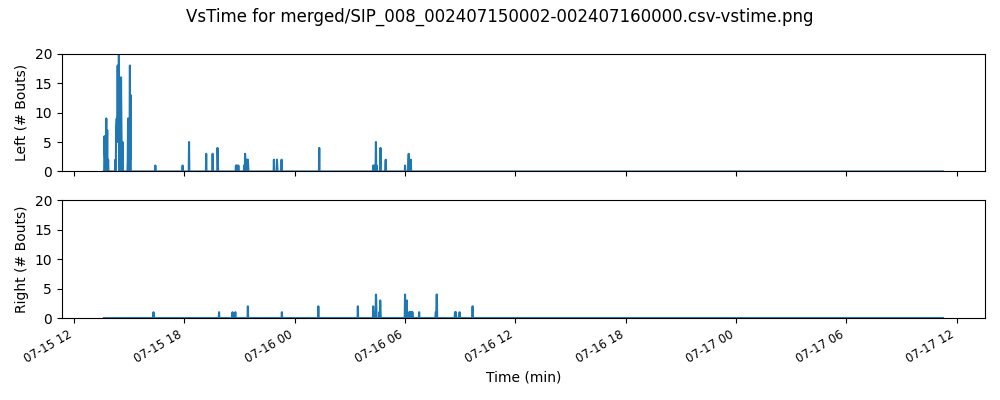 VsTime for merged/SIP_008_002407150002-002407160000.csv-vstime.png
20
15
10
5
0
Left (# Bouts)
20
15
10
5
0
Right (# Bouts)
07-15 12 07-15 18 07-16 00 07-16 06 07-16 12 07-16 18 07-17 00 07-17 06 07-17 12
Time (min)